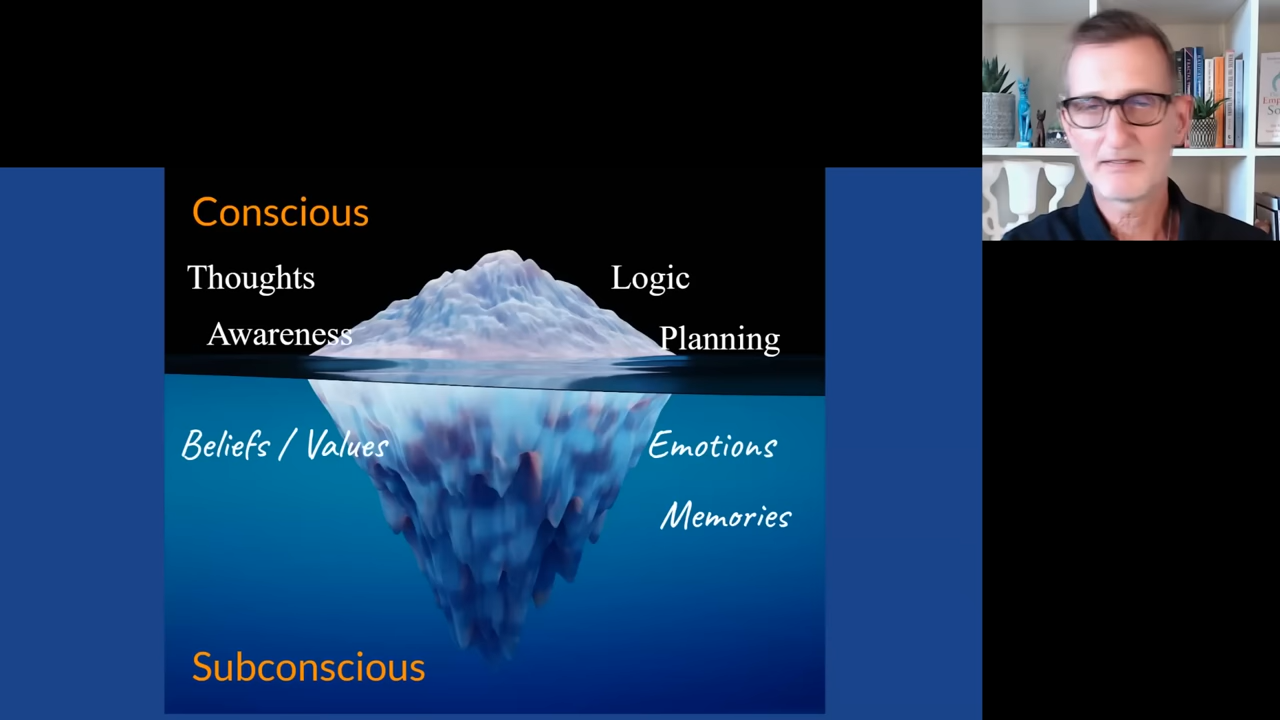 Conscious
Thoughts
Logic
Awareness
Planning
Beliefs / Values
Emotions
Memories
Subconscious